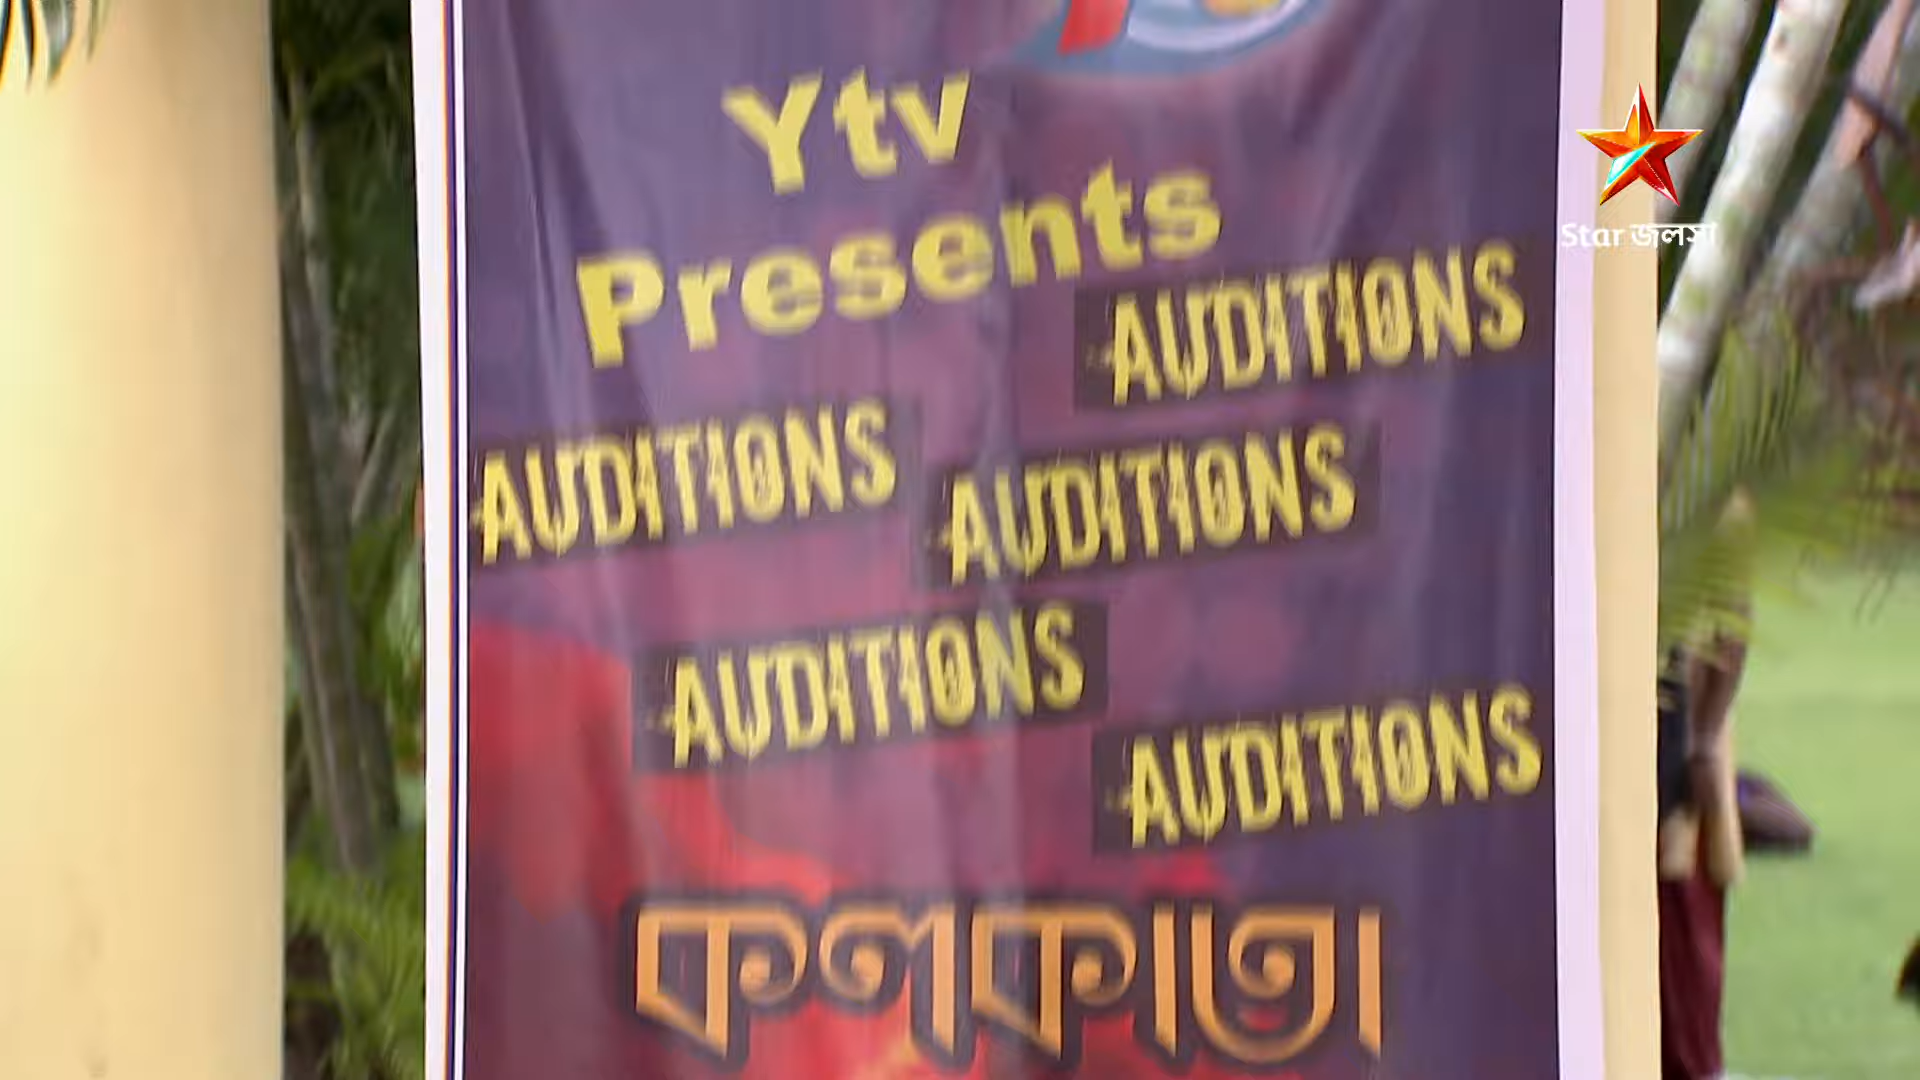 Ytv
Presents
AUDITIONS
AUDITIONS
AUDITIONS
AUDITIONS
AUDITIONS
কলকাতা
Star জলসা